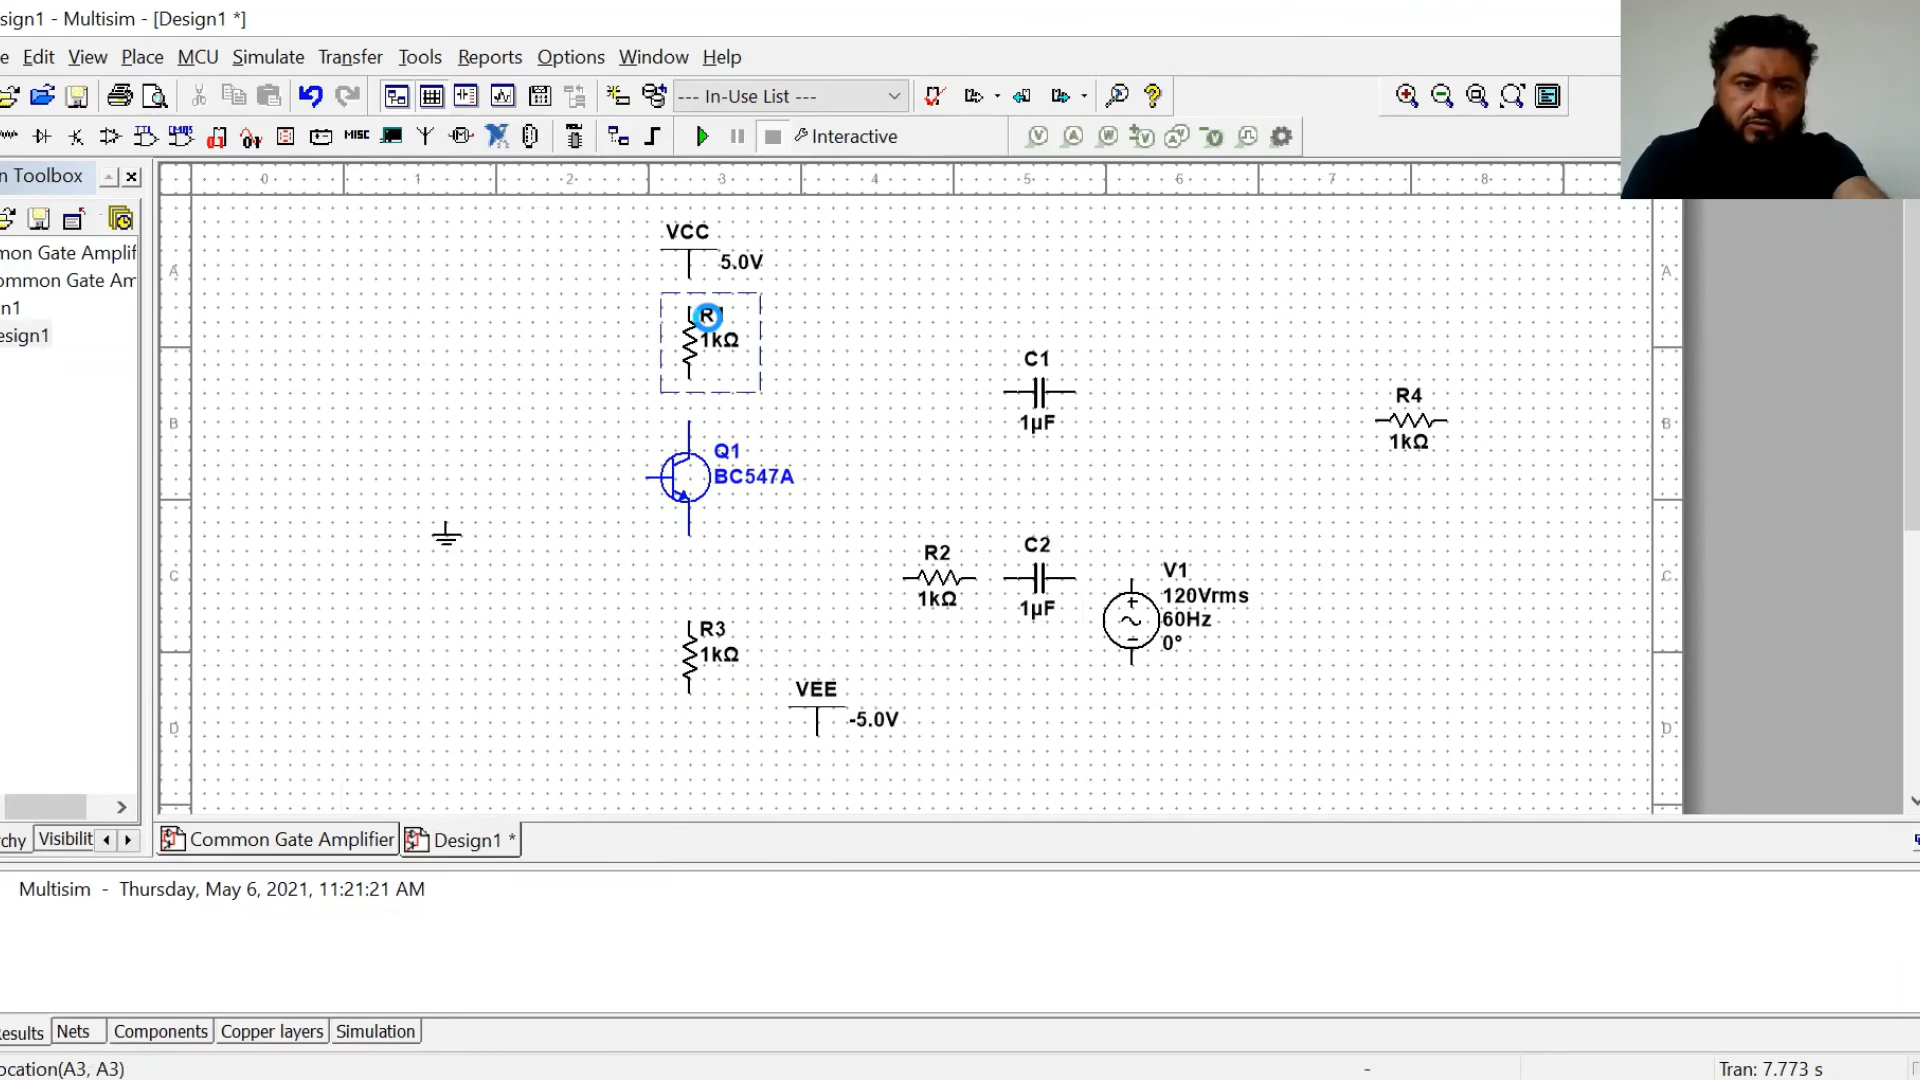 sign1 - Multisim - [Design1 *]
e Edit View Place MCU Simulate Transfer Tools Reports Options Window Help
--- In-Use List ---
MISC
Interactive
n Toolbox
0 1 2 3 4 5 6 7 8
mon Gate Amplif
ommon Gate Am
n1
esign1
A
A
B
B
C
C
D
D
VCC
5.0V
R
1kΩ
C1
1µF
R4
1kΩ
Q1
BC547A
R2
1kΩ
C2
1µF
V1
120Vrms
60Hz
0°
R3
1kΩ
VEE
-5.0V
rchy Visibilit
Common Gate Amplifier Design1 *
Multisim - Thursday, May 6, 2021, 11:21:21 AM
esults Nets Components Copper layers Simulation
ocation(A3, A3)
-
Tran: 7.773 s